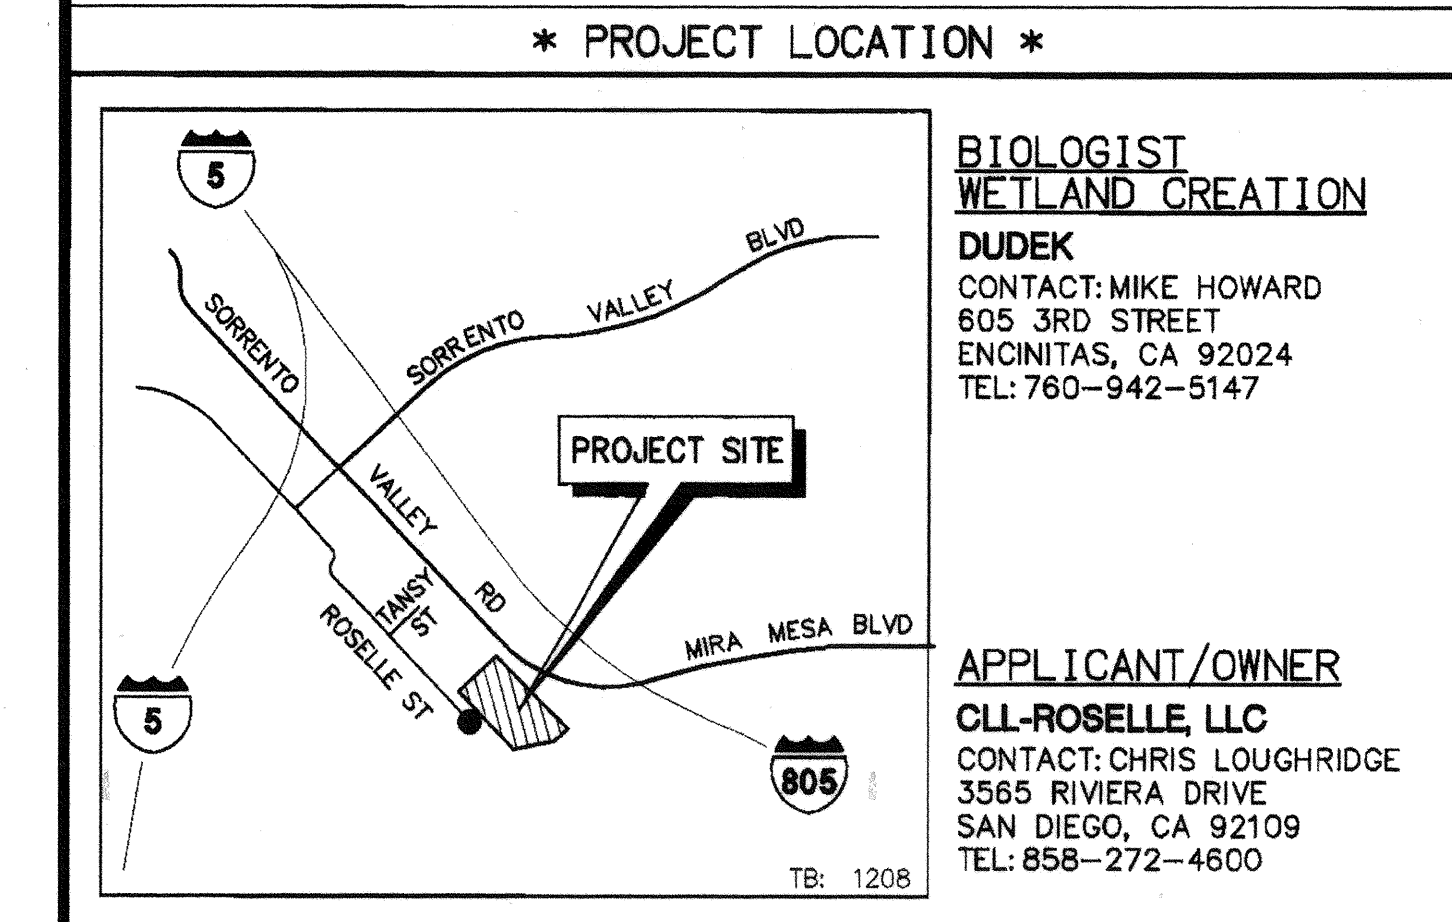 * PROJECT LOCATION *
5
SORRENTO VALLEY BLVD
SORRENTO VALLEY RD
PROJECT SITE
TANSY ST
ROSELLE ST
MIRA MESA BLVD
5
805
TB: 1208
BIOLOGIST
WETLAND CREATION
DUDEK
CONTACT: MIKE HOWARD
605 3RD STREET
ENCINITAS, CA 92024
TEL: 760-942-5147
APPLICANT/OWNER
CLL-ROSELLE, LLC
CONTACT: CHRIS LOUGHRIDGE
3565 RIVIERA DRIVE
SAN DIEGO, CA 92109
TEL: 858-272-4600